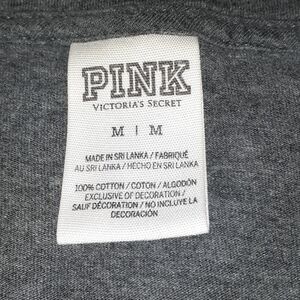 PINK
VICTORIA'S SECRET
M | M
MADE IN SRI LANKA / FABRIQUÉ
AU SRI LANKA / HECHO EN SRI LANKA
100% COTTON / COTON / ALGODÓN
EXCLUSIVE OF DECORATION /
SAUF DÉCORATION / NO INCLUYE LA
DECORACIÓN